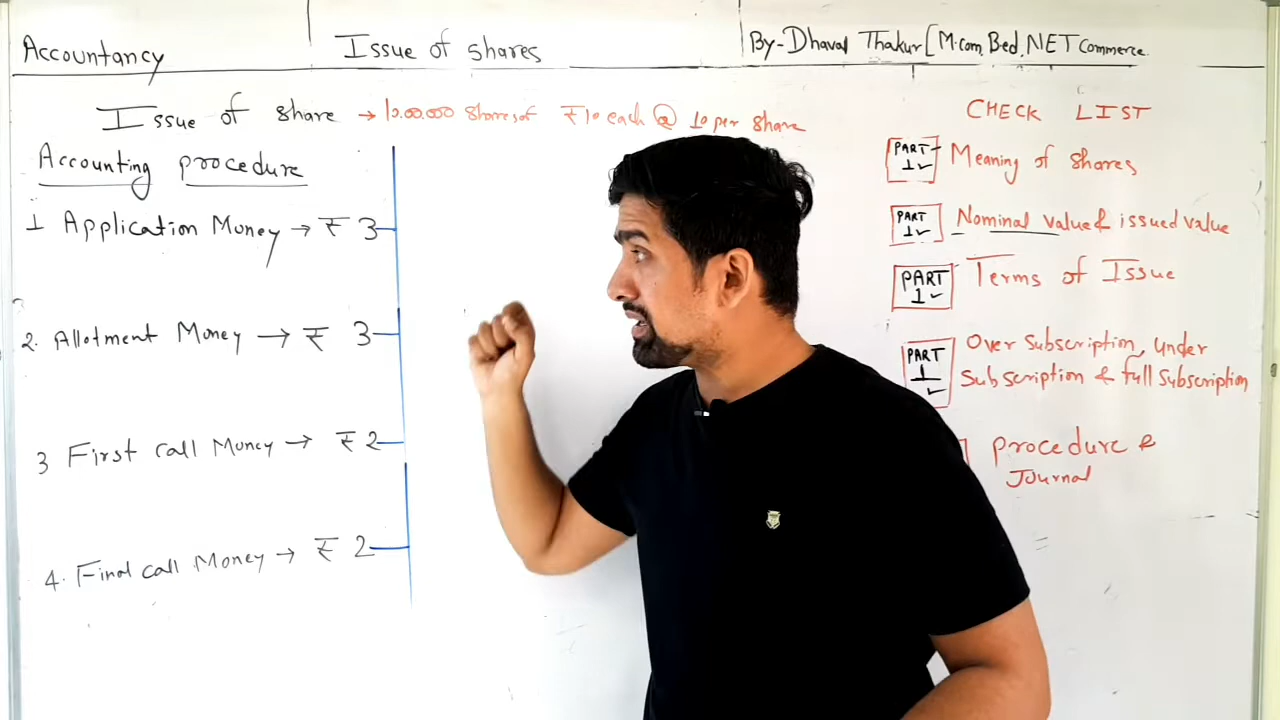 Accountancy
Issue of shares
By-Dhaval Thakur [M.com, Bed, NET Commerce.
Issue of share → 10.00.000 Shares of ₹10 each @ 10 per share
Accounting procedure
1 Application Money → ₹ 3
2. Allotment Money → ₹ 3
3 First call Money → ₹ 2
4. Final call Money → ₹ 2
CHECK LIST
PART 1 ✓ Meaning of shares
PART 1 ✓ Nominal value & issued value
PART 1 ✓ Terms of Issue
PART 1 ✓ Over Subscription, under
Subscription & full Subscription
procedure &
Journal